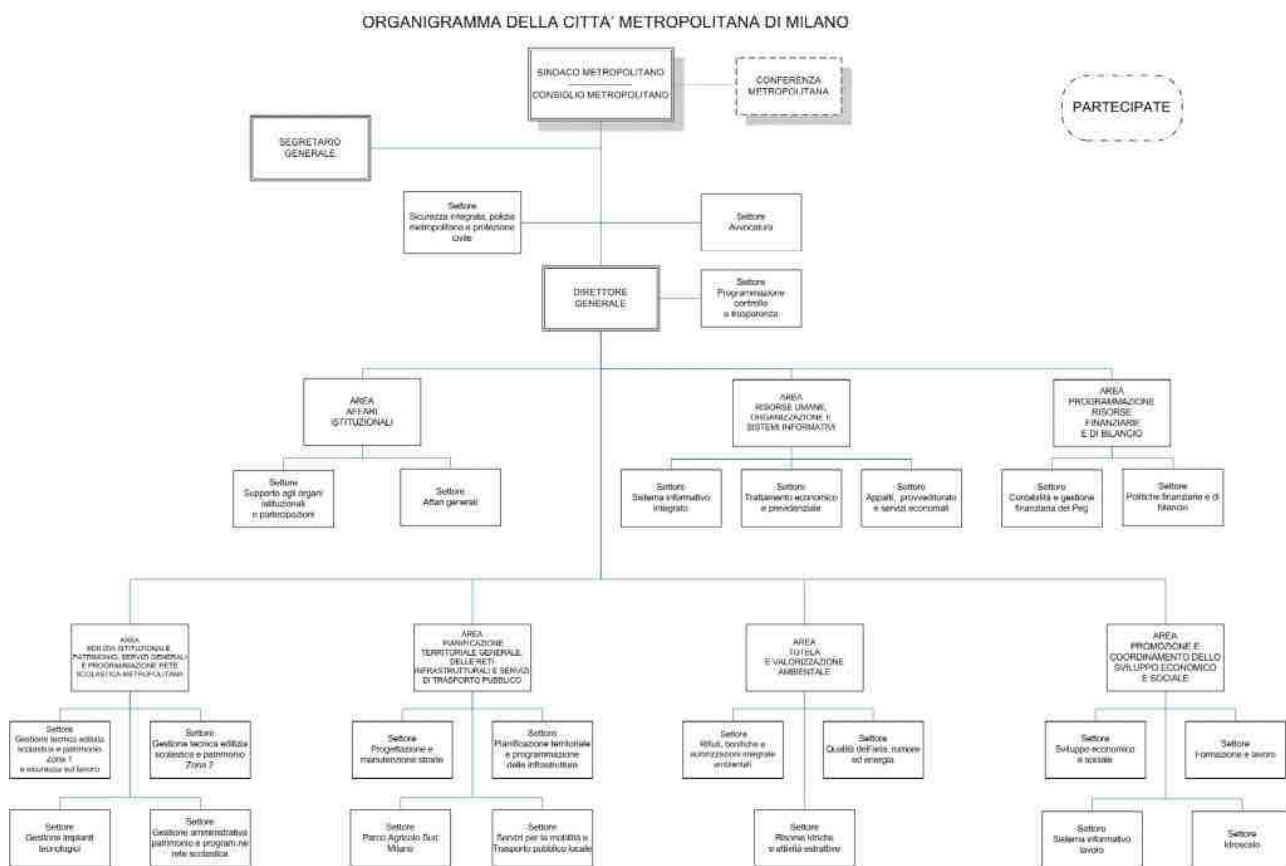 ORGANIGRAMMA DELLA CITTA' METROPOLITANA DI MILANO
SINDACO METROPOLITANO
CONSIGLIO METROPOLITANO
CONFERENZA
METROPOLITANA
PARTECIPATE
SEGRETARIO
GENERALE
Settore
Sicurezza integrata, polizia
metropolitana e protezione
civile
Settore
Avvocatura
DIRETTORE
GENERALE
Settore
Programmazione
controllo
e trasparenza
AREA
AFFARI
ISTITUZIONALI
AREA
RISORSE UMANE,
ORGANIZZAZIONE E
SISTEMI INFORMATIVI
AREA
PROGRAMMAZIONE
RISORSE
FINANZIARIE
E DI BILANCIO
Settore
Supporto agli organi
istituzionali
e partecipazioni
Settore
Affari generali
Settore
Sistema informativo
integrato
Settore
Trattamento economico
e previdenziale
Settore
Appalti, provveditorato
e servizi economali
Settore
Contabilità e gestione
finanziaria del Peg
Settore
Politiche finanziarie e di
bilancio
AREA
EDILIZIA ISTITUZIONALE,
PATRIMONIO, SERVIZI GENERALI
E PROGRAMMAZIONE RETE
SCOLASTICA METROPOLITANA
AREA
PIANIFICAZIONE
TERRITORIALE GENERALE,
DELLE RETI
INFRASTRUTTURALI E SERVIZI
DI TRASPORTO PUBBLICO
AREA
TUTELA
E VALORIZZAZIONE
AMBIENTALE
AREA
PROMOZIONE E
COORDINAMENTO DELLO
SVILUPPO ECONOMICO
E SOCIALE
Settore
Gestione tecnica edilizia
scolastica e patrimonio
Zona 1
e sicurezza sul lavoro
Settore
Gestione tecnica edilizia
scolastica e patrimonio
Zona 2
Settore
Progettazione e
manutenzione strade
Settore
Pianificazione territoriale
e programmazione
delle infrastrutture
Settore
Rifiuti, bonifiche e
autorizzazioni integrate
ambientali
Settore
Qualità dell'aria, rumore
ed energia
Settore
Sviluppo economico
e sociale
Settore
Formazione e lavoro
Settore
Gestione impianti
tecnologici
Settore
Gestione amministrativa
patrimonio e program.ne
rete scolastica
Settore
Parco Agricolo Sud
Milano
Settore
Servizi per la mobilità e
Trasporto pubblico locale
Settore
Risorse idriche
e attività estrattive
Settore
Sistema informativo
lavoro
Settore
Idroscalo